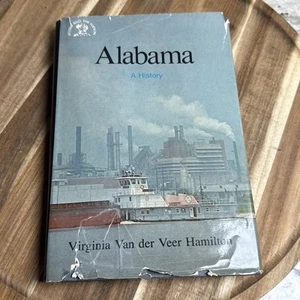 Alabama
A History
Virginia Van der Veer Hamilton